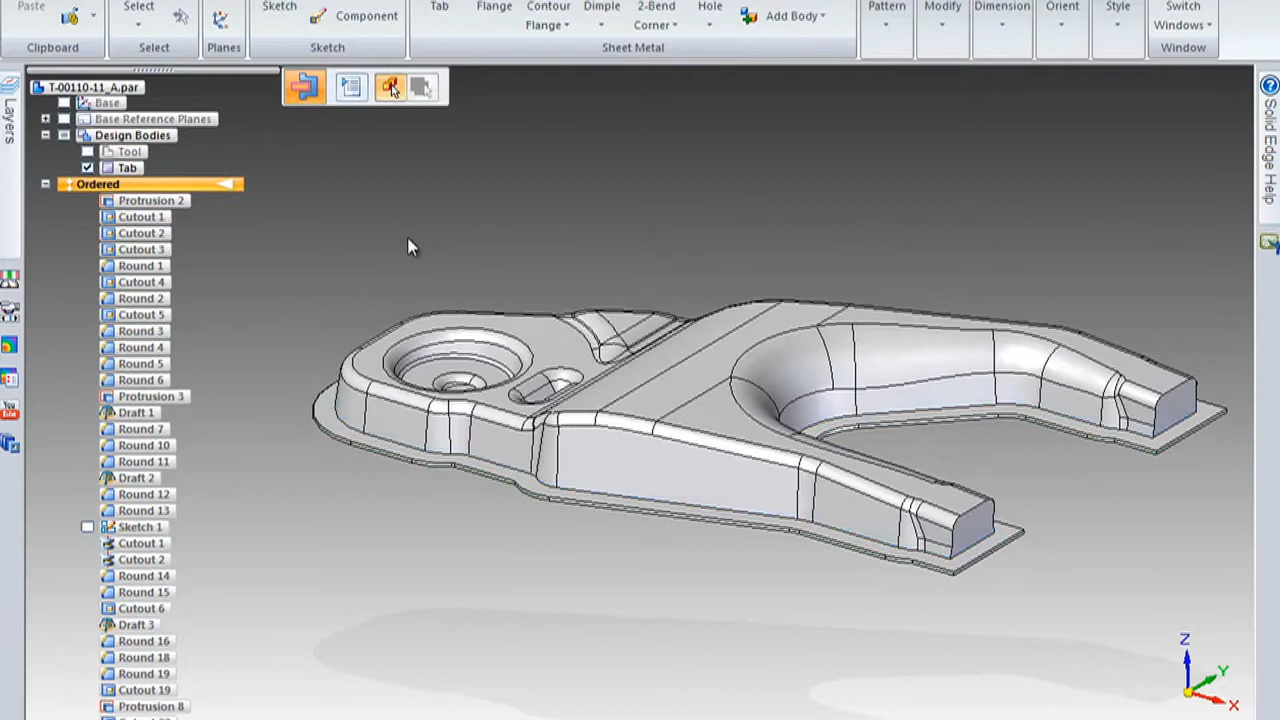 Paste
Select
Sketch
Component
Tab
Flange
Contour
Flange
Dimple
2-Bend
Corner
Hole
Add Body
Pattern
Modify
Dimension
Orient
Style
Switch
Windows
Clipboard
Select
Planes
Sketch
Sheet Metal
Window
Layers
T-00110-11_A.par
Base
Base Reference Planes
Design Bodies
Tool
Tab
Ordered
Protrusion 2
Cutout 1
Cutout 2
Cutout 3
Round 1
Cutout 4
Round 2
Cutout 5
Round 3
Round 4
Round 5
Round 6
Protrusion 3
Draft 1
Round 7
Round 10
Round 11
Draft 2
Round 12
Round 13
Sketch 1
Cutout 1
Cutout 2
Round 14
Round 15
Cutout 6
Draft 3
Round 16
Round 18
Round 19
Cutout 19
Protrusion 8
Solid Edge Help
Z
Y
X